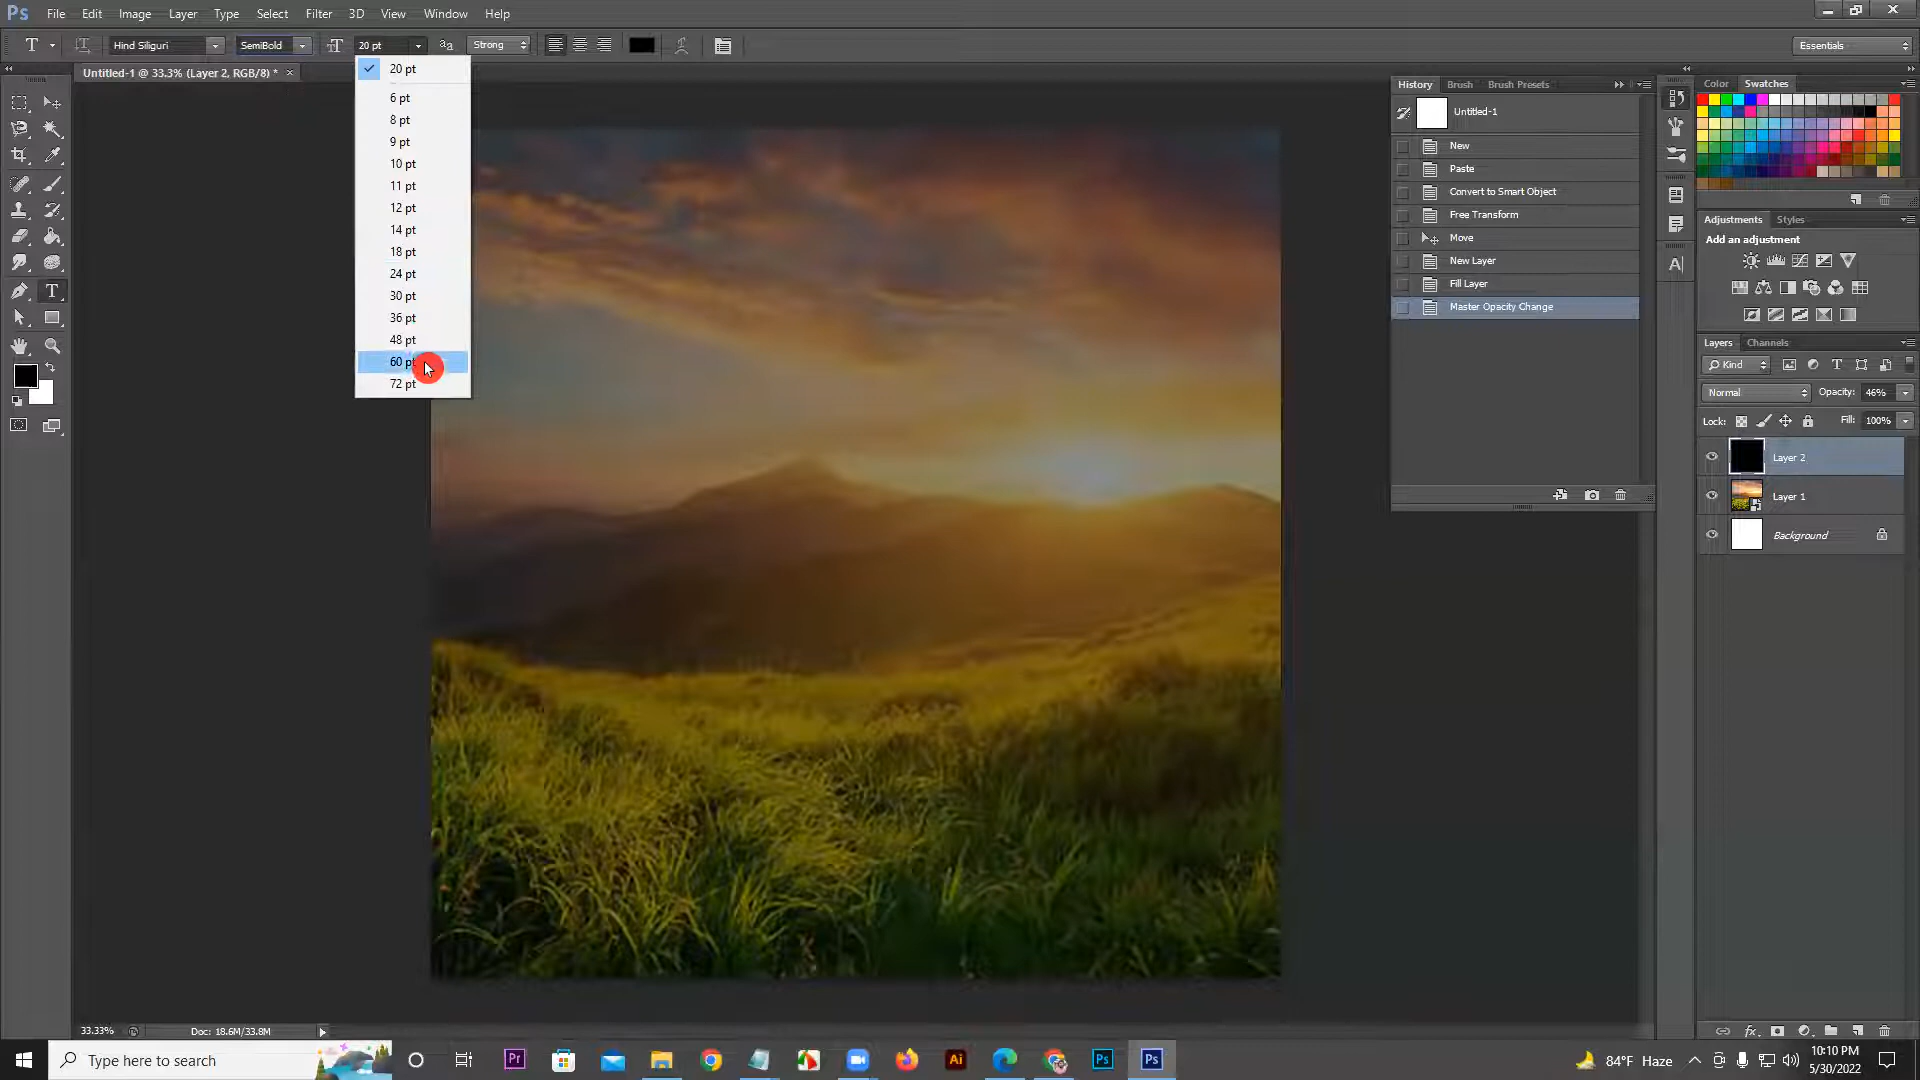 Ps File Edit Image Layer Type Select Filter 3D View Window Help
T Hind Siliguri SemiBold 20 pt Strong Essentials
Untitled-1 @ 33.3% (Layer 2, RGB/8) *
20 pt
6 pt
8 pt
9 pt
10 pt
11 pt
12 pt
14 pt
18 pt
24 pt
30 pt
36 pt
48 pt
60 pt
72 pt
History Brush Brush Presets
Untitled-1
New
Paste
Convert to Smart Object
Free Transform
Move
New Layer
Fill Layer
Master Opacity Change
Color Swatches
Adjustments Styles
Add an adjustment
Layers Channels
Kind
Normal Opacity: 46%
Lock: Fill: 100%
Layer 2
Layer 1
Background
33.33% Doc: 18.6M/33.8M
Type here to search
Pr Ai Ps Ps
84°F Haze
10:10 PM
5/30/2022